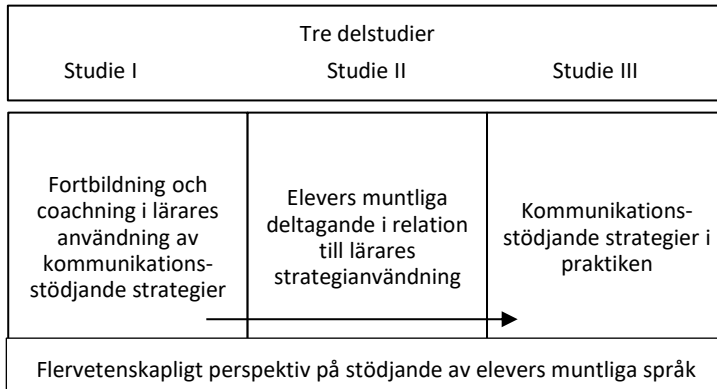 Tre delstudier
Studie I Studie II Studie III
Fortbildning och
coachning i lärares
användning av
kommunikations-
stödjande strategier
Elevers muntliga
deltagande i relation
till lärares
strategianvändning
Kommunikations-
stödjande strategier i
praktiken
Flervetenskapligt perspektiv på stödjande av elevers muntliga språk